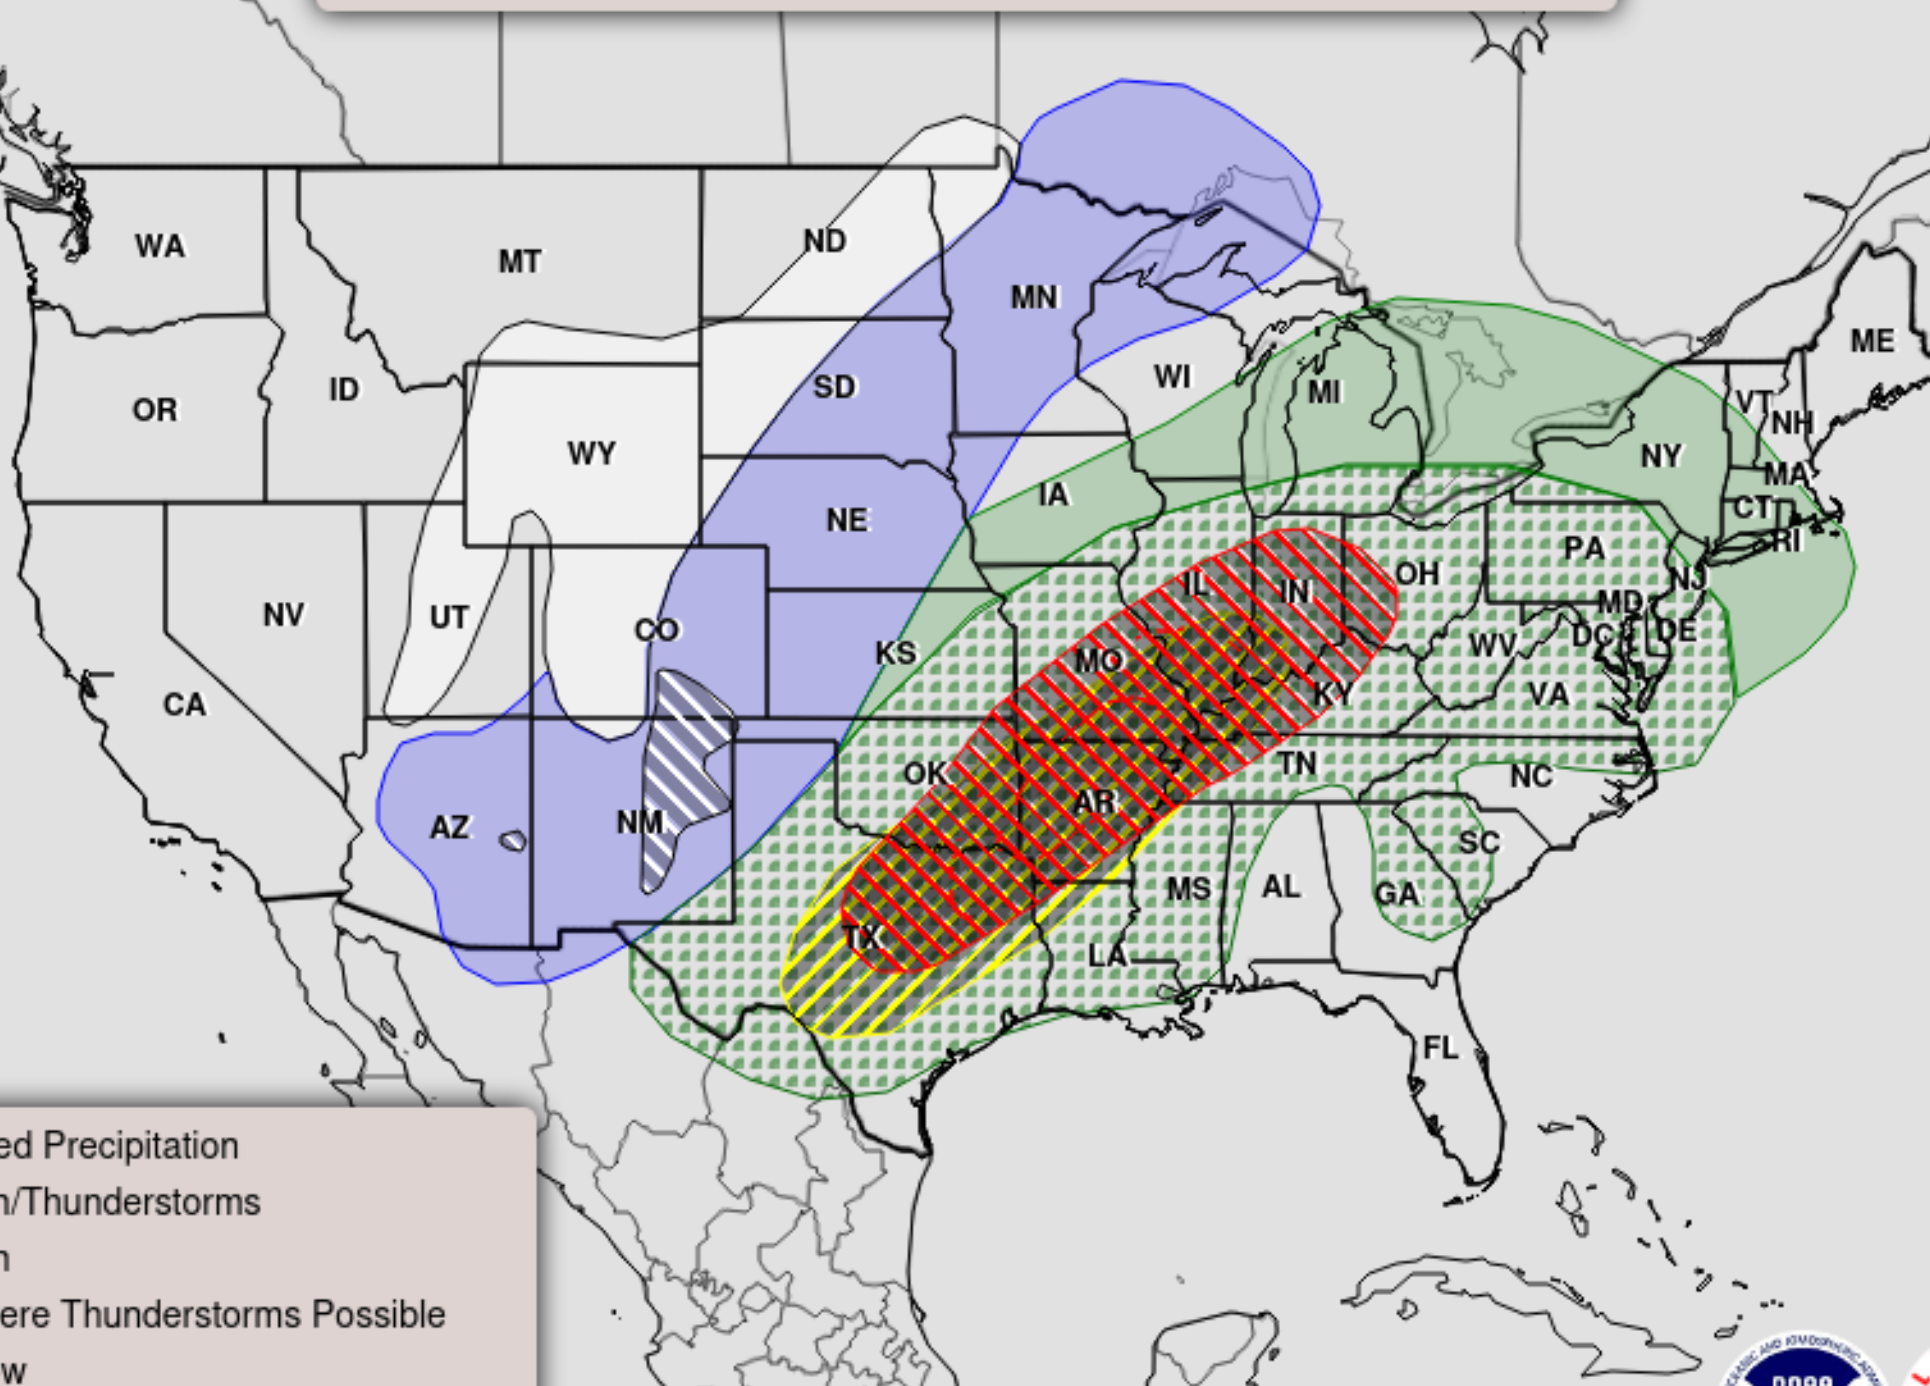 WA
MT
ND
MN
ME
OR
ID
SD
WI
MI
VT
NH
WY
NY
MA
IA
CT
NE
RI
PA
NV
UT
CO
KS
IL
IN
OH
NJ
MD
DE
DC
WV
MO
KY
VA
CA
OK
TN
NC
AZ
NM
AR
SC
MS
AL
GA
TX
LA
FL
ed Precipitation
n/Thunderstorms
n
ere Thunderstorms Possible
w